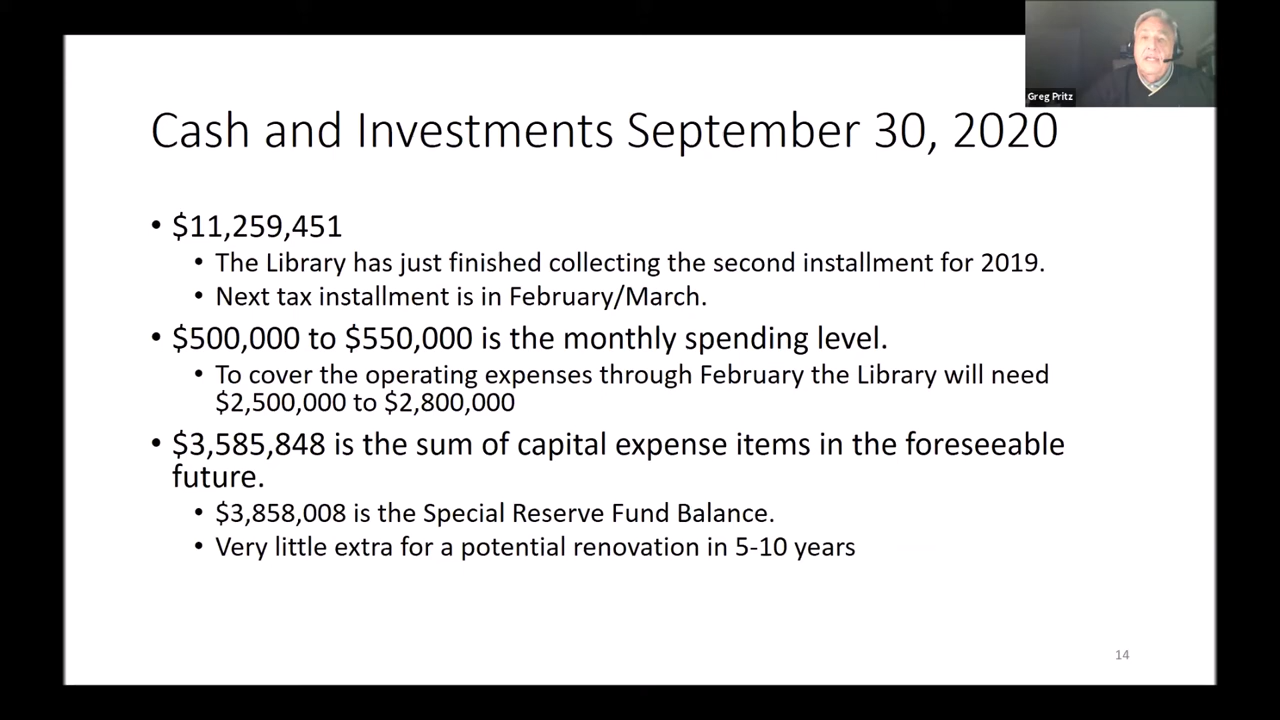 Greg Pritz
Cash and Investments September 30, 2020
• $11,259,451
• The Library has just finished collecting the second installment for 2019.
• Next tax installment is in February/March.
• $500,000 to $550,000 is the monthly spending level.
• To cover the operating expenses through February the Library will need
$2,500,000 to $2,800,000
• $3,585,848 is the sum of capital expense items in the foreseeable
future.
• $3,858,008 is the Special Reserve Fund Balance.
• Very little extra for a potential renovation in 5-10 years
14